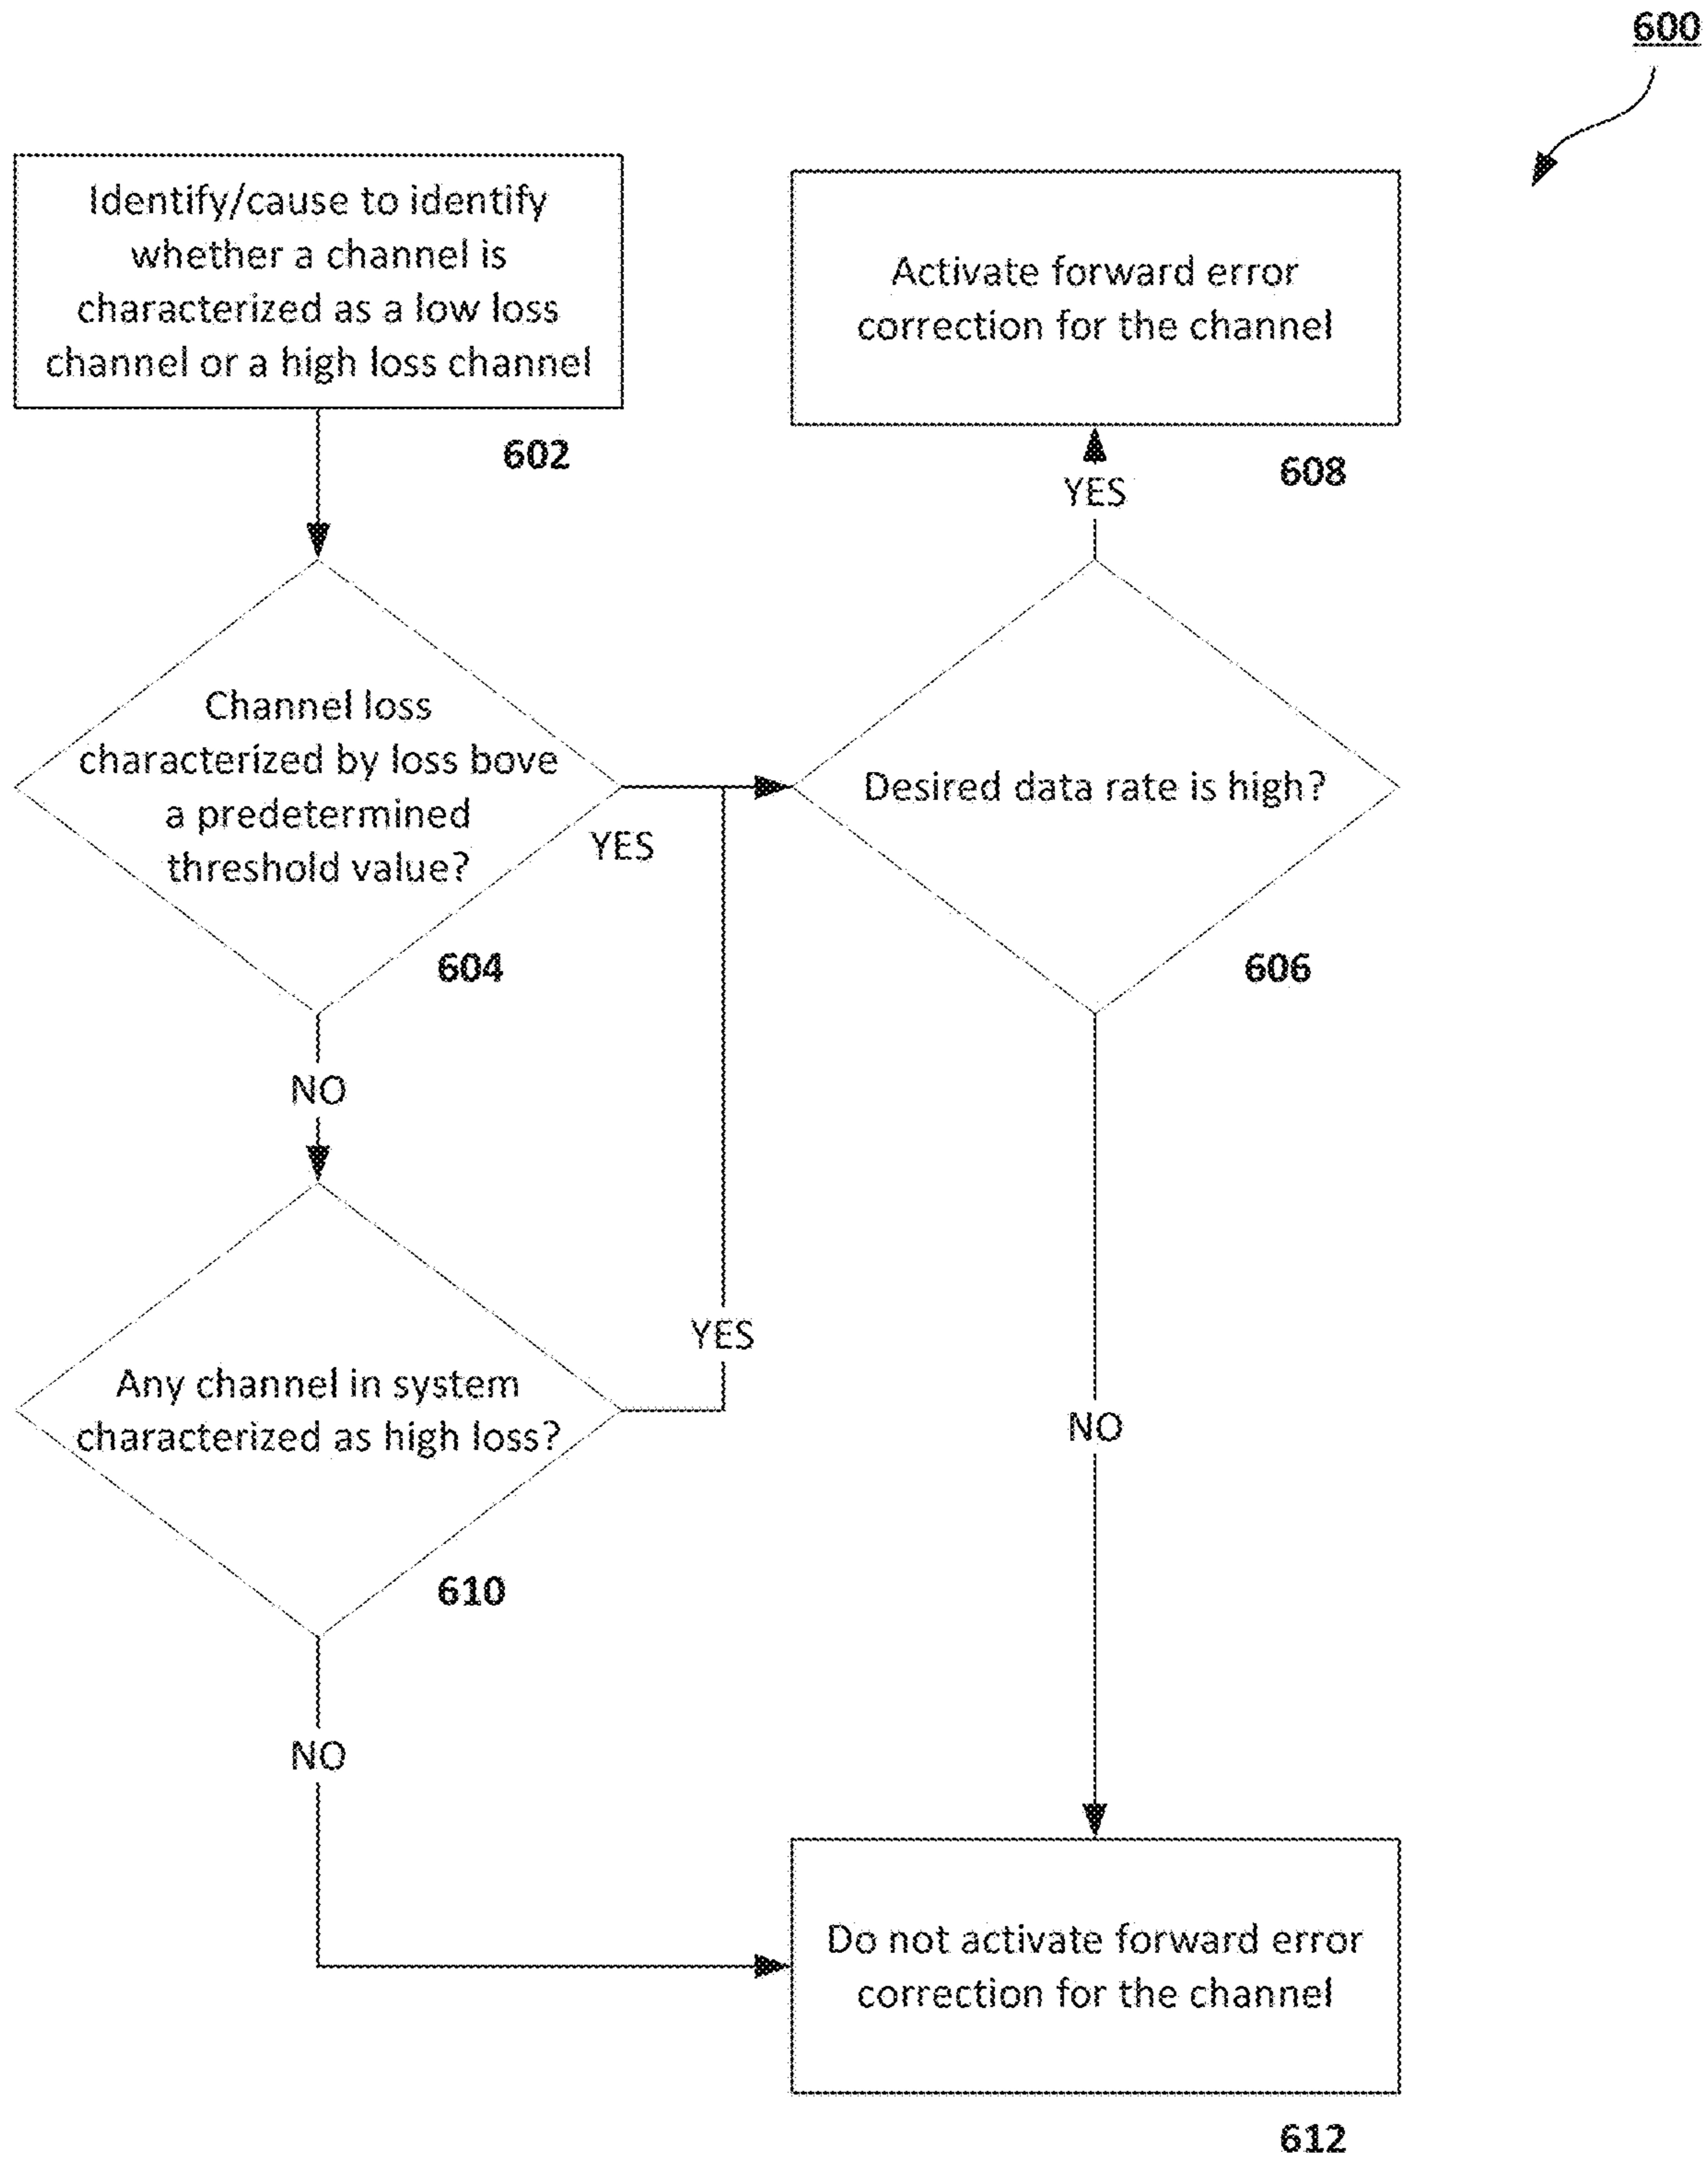 600
Identify/cause to identify
whether a channel is
characterized as a low loss
channel or a high loss channel
602
Activate forward error
correction for the channel
608
YES
Channel loss
characterized by loss bove
a predetermined
threshold value?
YES
604
Desired data rate is high?
606
NO
YES
Any channel in system
characterized as high loss?
610
NO
NO
Do not activate forward error
correction for the channel
612